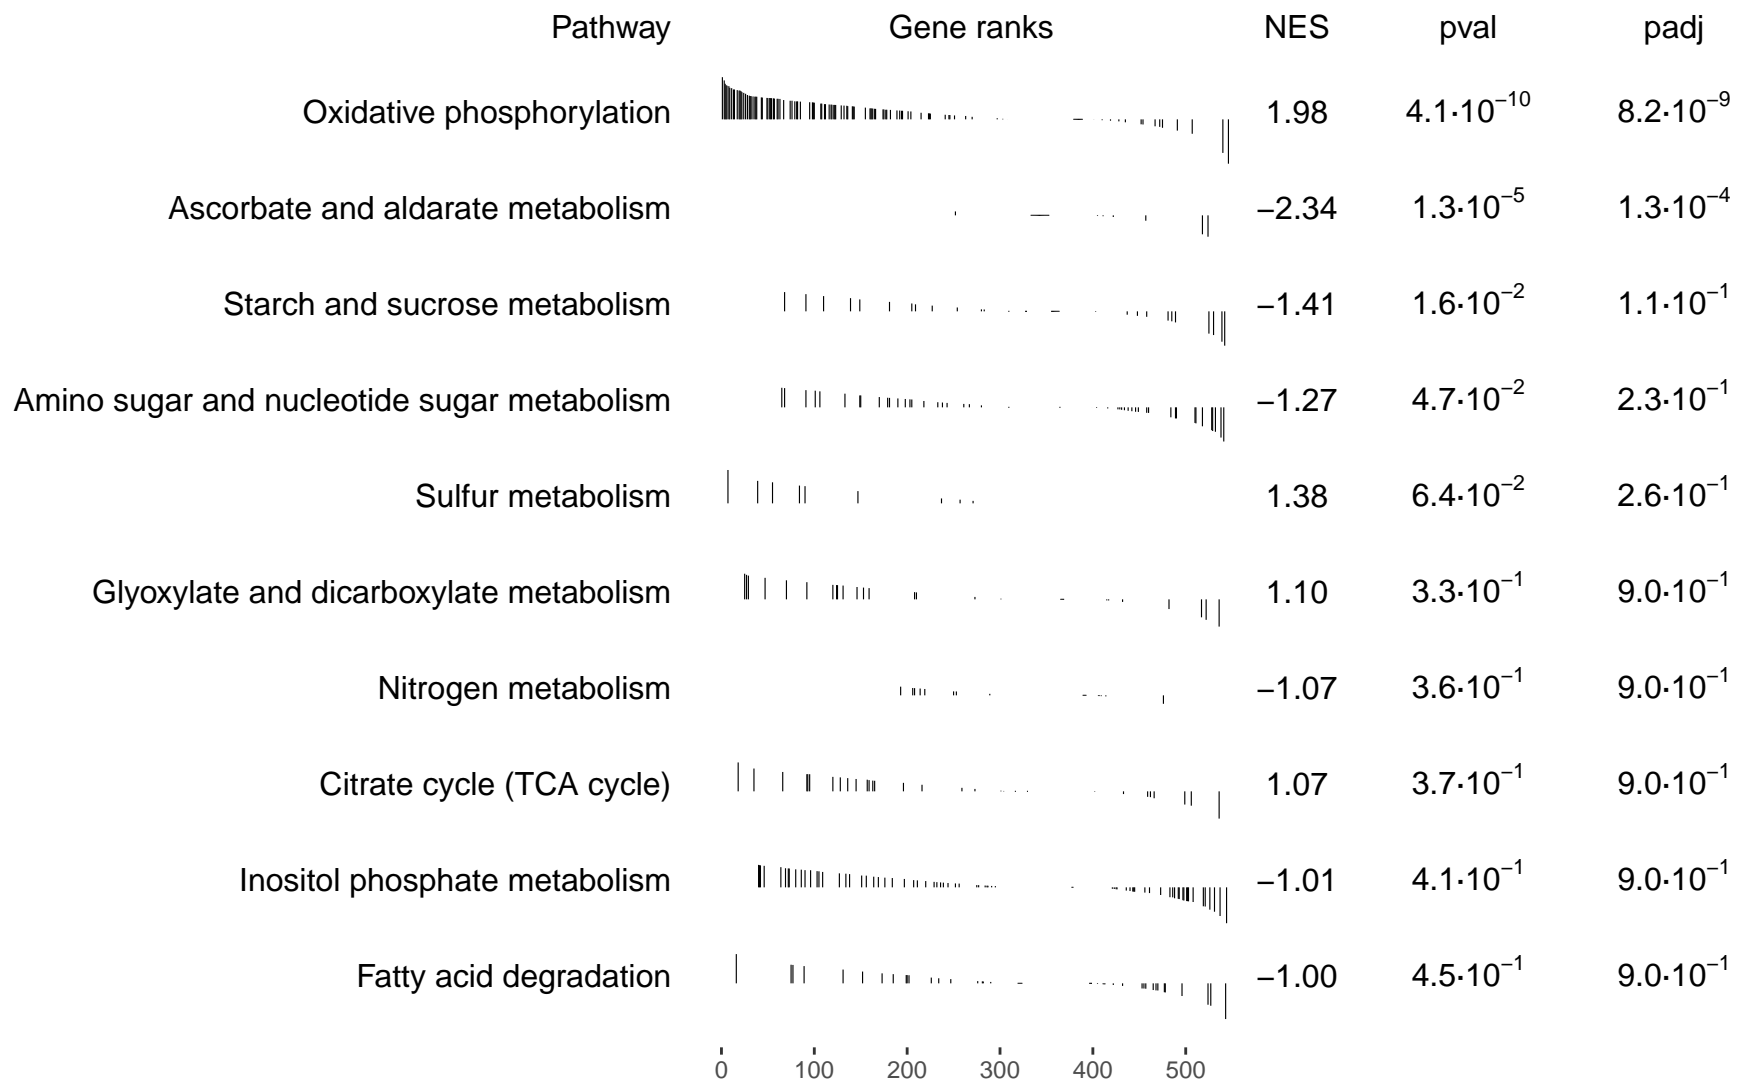 Pathway Gene ranks NES pval padj
Oxidative phosphorylation 1.98 4.1·10⁻¹⁰ 8.2·10⁻⁹
Ascorbate and aldarate metabolism −2.34 1.3·10⁻⁵ 1.3·10⁻⁴
Starch and sucrose metabolism −1.41 1.6·10⁻² 1.1·10⁻¹
Amino sugar and nucleotide sugar metabolism −1.27 4.7·10⁻² 2.3·10⁻¹
Sulfur metabolism 1.38 6.4·10⁻² 2.6·10⁻¹
Glyoxylate and dicarboxylate metabolism 1.10 3.3·10⁻¹ 9.0·10⁻¹
Nitrogen metabolism −1.07 3.6·10⁻¹ 9.0·10⁻¹
Citrate cycle (TCA cycle) 1.07 3.7·10⁻¹ 9.0·10⁻¹
Inositol phosphate metabolism −1.01 4.1·10⁻¹ 9.0·10⁻¹
Fatty acid degradation −1.00 4.5·10⁻¹ 9.0·10⁻¹
0 100 200 300 400 500